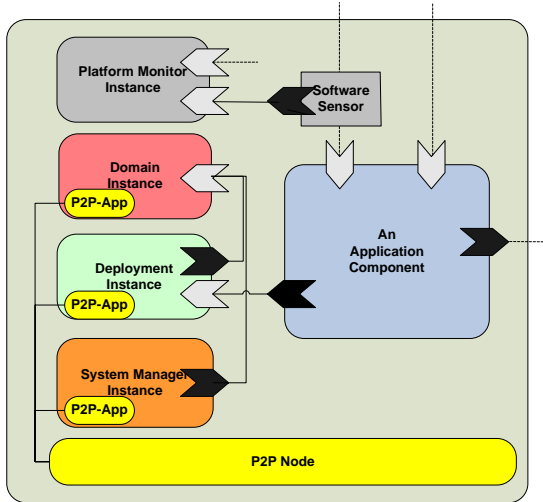 Platform Monitor
Instance
Software
Sensor
Domain
Instance
P2P-App
An
Application
Component
Deployment
Instance
P2P-App
System Manager
Instance
P2P-App
P2P Node